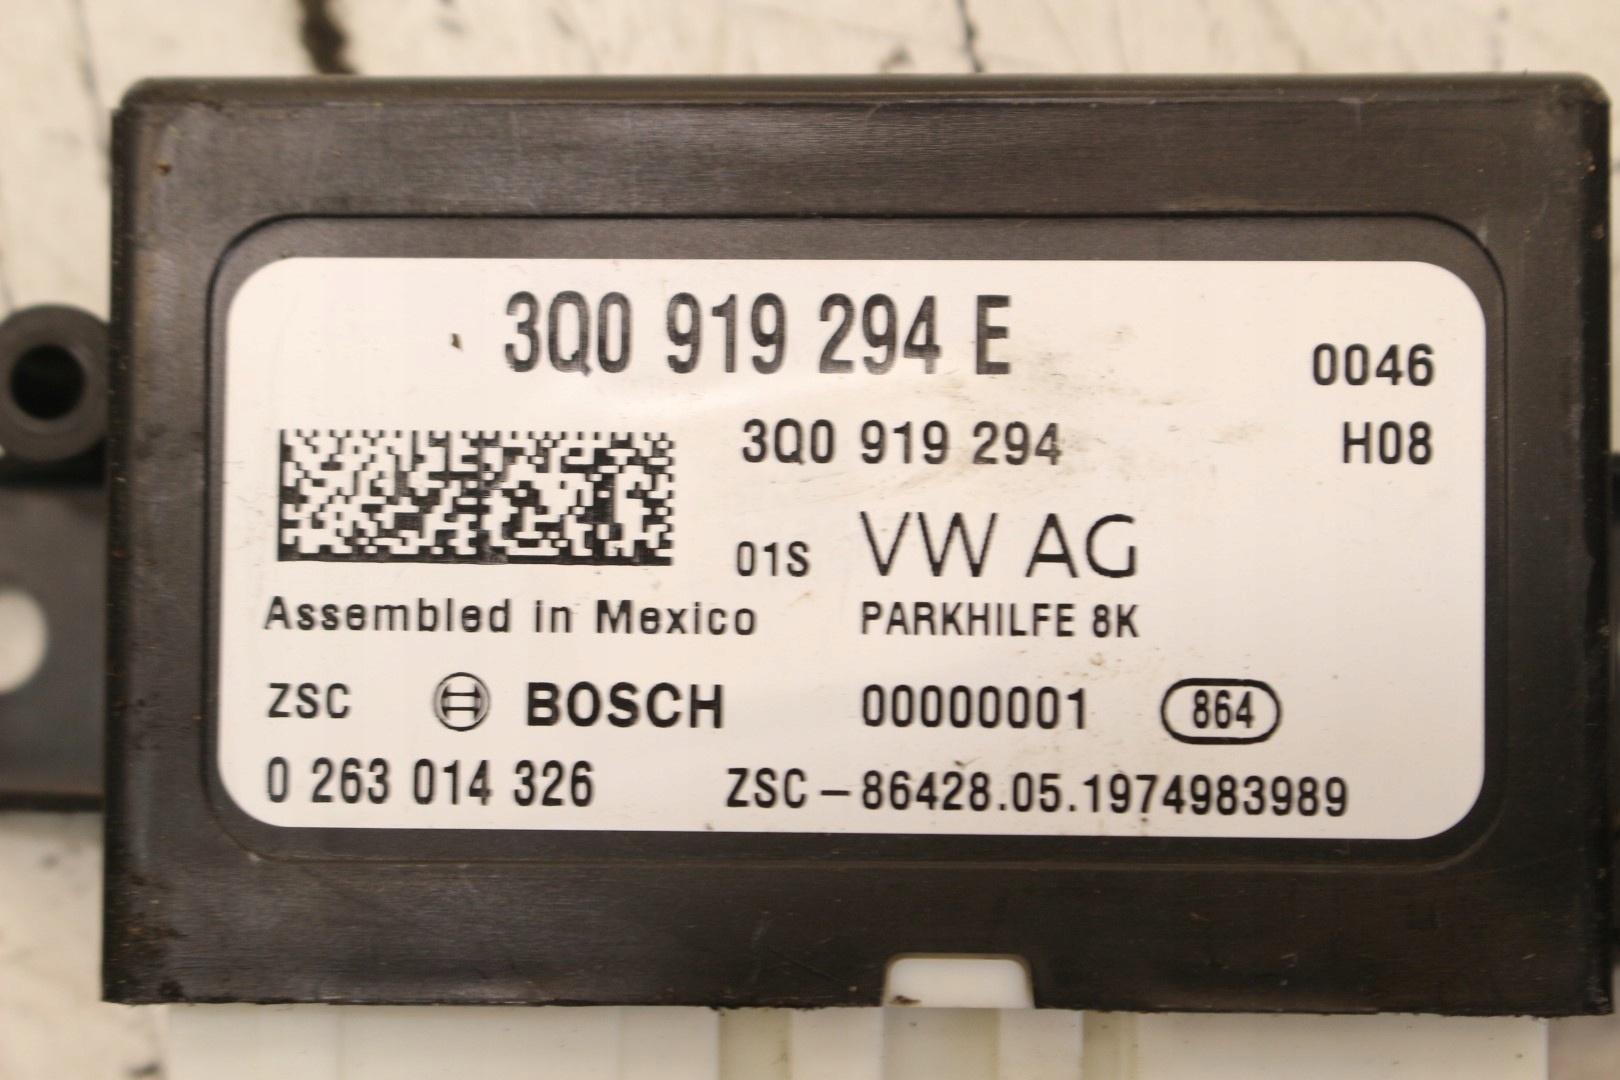 3Q0 919 294 E
0046
3Q0 919 294
H08
01S VW AG
Assembled in Mexico
PARKHILFE 8K
ZSC BOSCH 00000001 864
0 263 014 326
ZSC-86428.05.1974983989